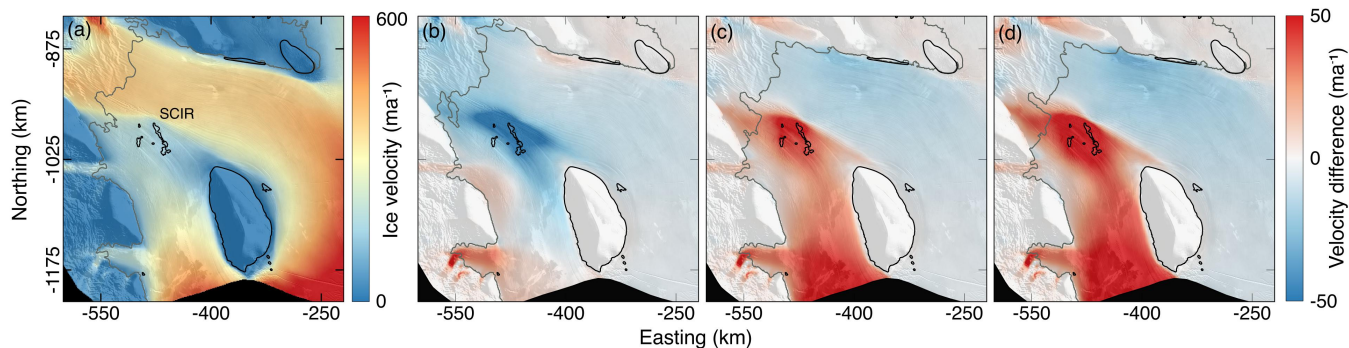 (a)
(b)
(c)
(d)
SCIR
-875
-1025
-1175
Northing (km)
-550
-400
-250
600
0
Ice velocity (ma-1)
-550
-400
-250
-550
-400
-250
-550
-400
-250
Easting (km)
50
0
-50
Velocity difference (ma-1)